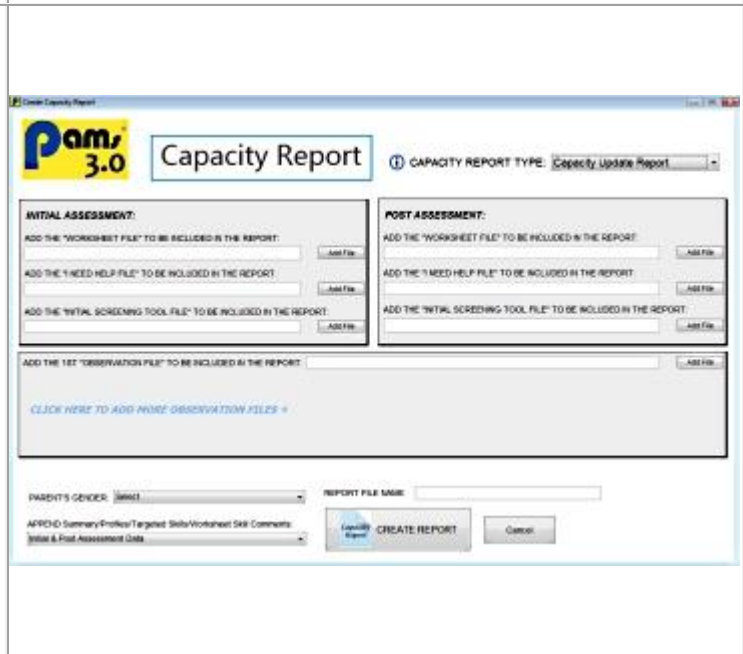 Create Capacity Report
Pams 3.0
Capacity Report
CAPACITY REPORT TYPE: Capacity Update Report
INITIAL ASSESSMENT:
ADD THE "WORKSHEET FILE" TO BE INCLUDED IN THE REPORT:
Add File
ADD THE "I NEED HELP FILE" TO BE INCLUDED IN THE REPORT:
Add File
ADD THE "INITIAL SCREENING TOOL FILE" TO BE INCLUDED IN THE REPORT:
Add File
POST ASSESSMENT:
ADD THE "WORKSHEET FILE" TO BE INCLUDED IN THE REPORT:
Add File
ADD THE "I NEED HELP FILE" TO BE INCLUDED IN THE REPORT:
Add File
ADD THE "INITIAL SCREENING TOOL FILE" TO BE INCLUDED IN THE REPORT:
Add File
ADD THE 1ST "OBSERVATION FILE" TO BE INCLUDED IN THE REPORT: Add File
CLICK HERE TO ADD MORE OBSERVATION FILES +
PARENT'S GENDER: Select
REPORT FILE NAME:
APPEND Summary/Profiles/Targeted Skills/Worksheet Skill Comments:
Initial & Post Assessment Data
Capacity Report CREATE REPORT
Cancel